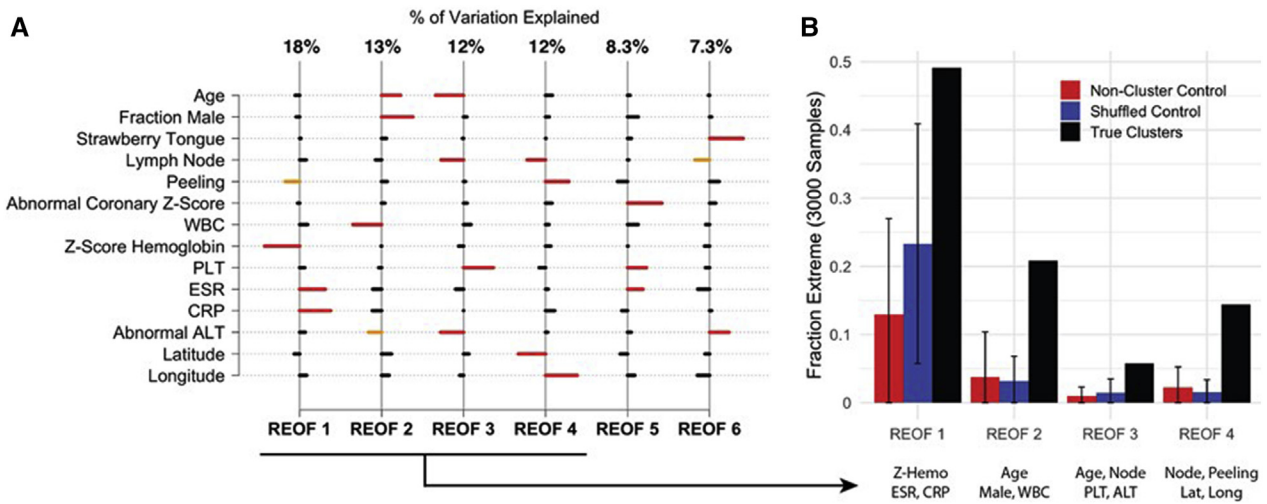 A
% of Variation Explained
18% 13% 12% 12% 8.3% 7.3%
Age
Fraction Male
Strawberry Tongue
Lymph Node
Peeling
Abnormal Coronary Z-Score
WBC
Z-Score Hemoglobin
PLT
ESR
CRP
Abnormal ALT
Latitude
Longitude
REOF 1 REOF 2 REOF 3 REOF 4 REOF 5 REOF 6
B
Fraction Extreme (3000 Samples)
0.5
0.4
0.3
0.2
0.1
0
Non-Cluster Control
Shuffled Control
True Clusters
REOF 1 REOF 2 REOF 3 REOF 4
Z-Hemo Age Age, Node Node, Peeling
ESR, CRP Male, WBC PLT, ALT Lat, Long